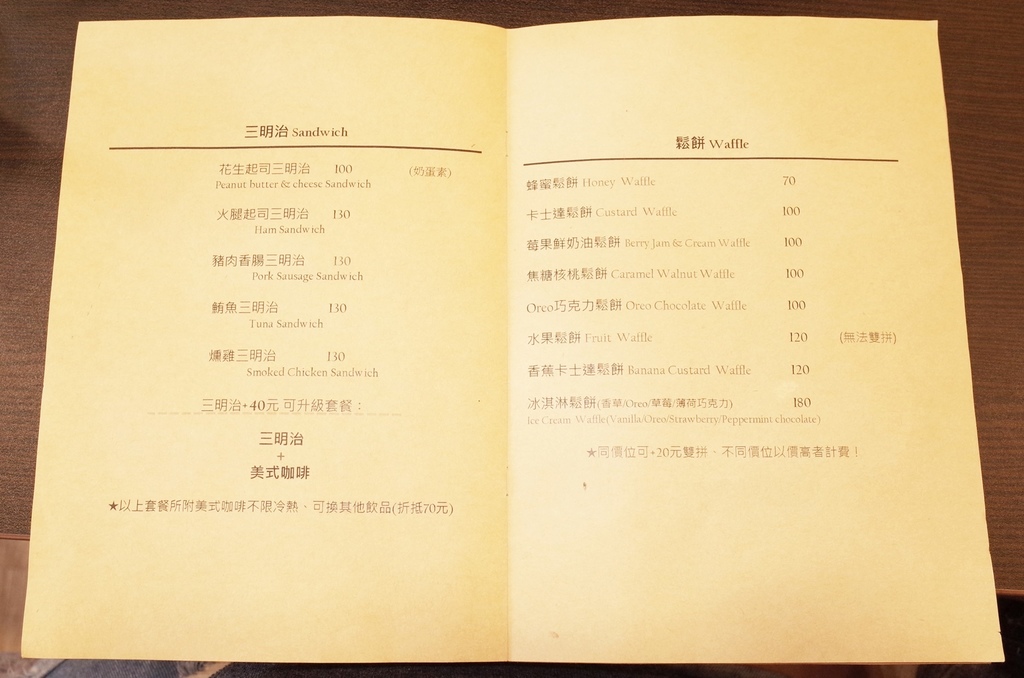 三明治 Sandwich
花生起司三明治 100 (奶蛋素)
Peanut butter & cheese Sandwich
火腿起司三明治 130
Ham Sandwich
豬肉香腸三明治 130
Pork Sausage Sandwich
鮪魚三明治 130
Tuna Sandwich
燻雞三明治 130
Smoked Chicken Sandwich
三明治+40元 可升級套餐：
三明治
+
美式咖啡
★以上套餐所附美式咖啡不限冷熱、可換其他飲品(折抵70元)
鬆餅 Waffle
蜂蜜鬆餅 Honey Waffle 70
卡士達鬆餅 Custard Waffle 100
莓果鮮奶油鬆餅 Berry Jam & Cream Waffle 100
焦糖核桃鬆餅 Caramel Walnut Waffle 100
Oreo巧克力鬆餅 Oreo Chocolate Waffle 100
水果鬆餅 Fruit Waffle 120 (無法雙拼)
香蕉卡士達鬆餅 Banana Custard Waffle 120
冰淇淋鬆餅(香草/Oreo/草莓/薄荷巧克力) 180
Ice Cream Waffle(Vanilla/Oreo/Strawberry/Peppermint chocolate)
★同價位可+20元雙拼、不同價位以價高者計費！